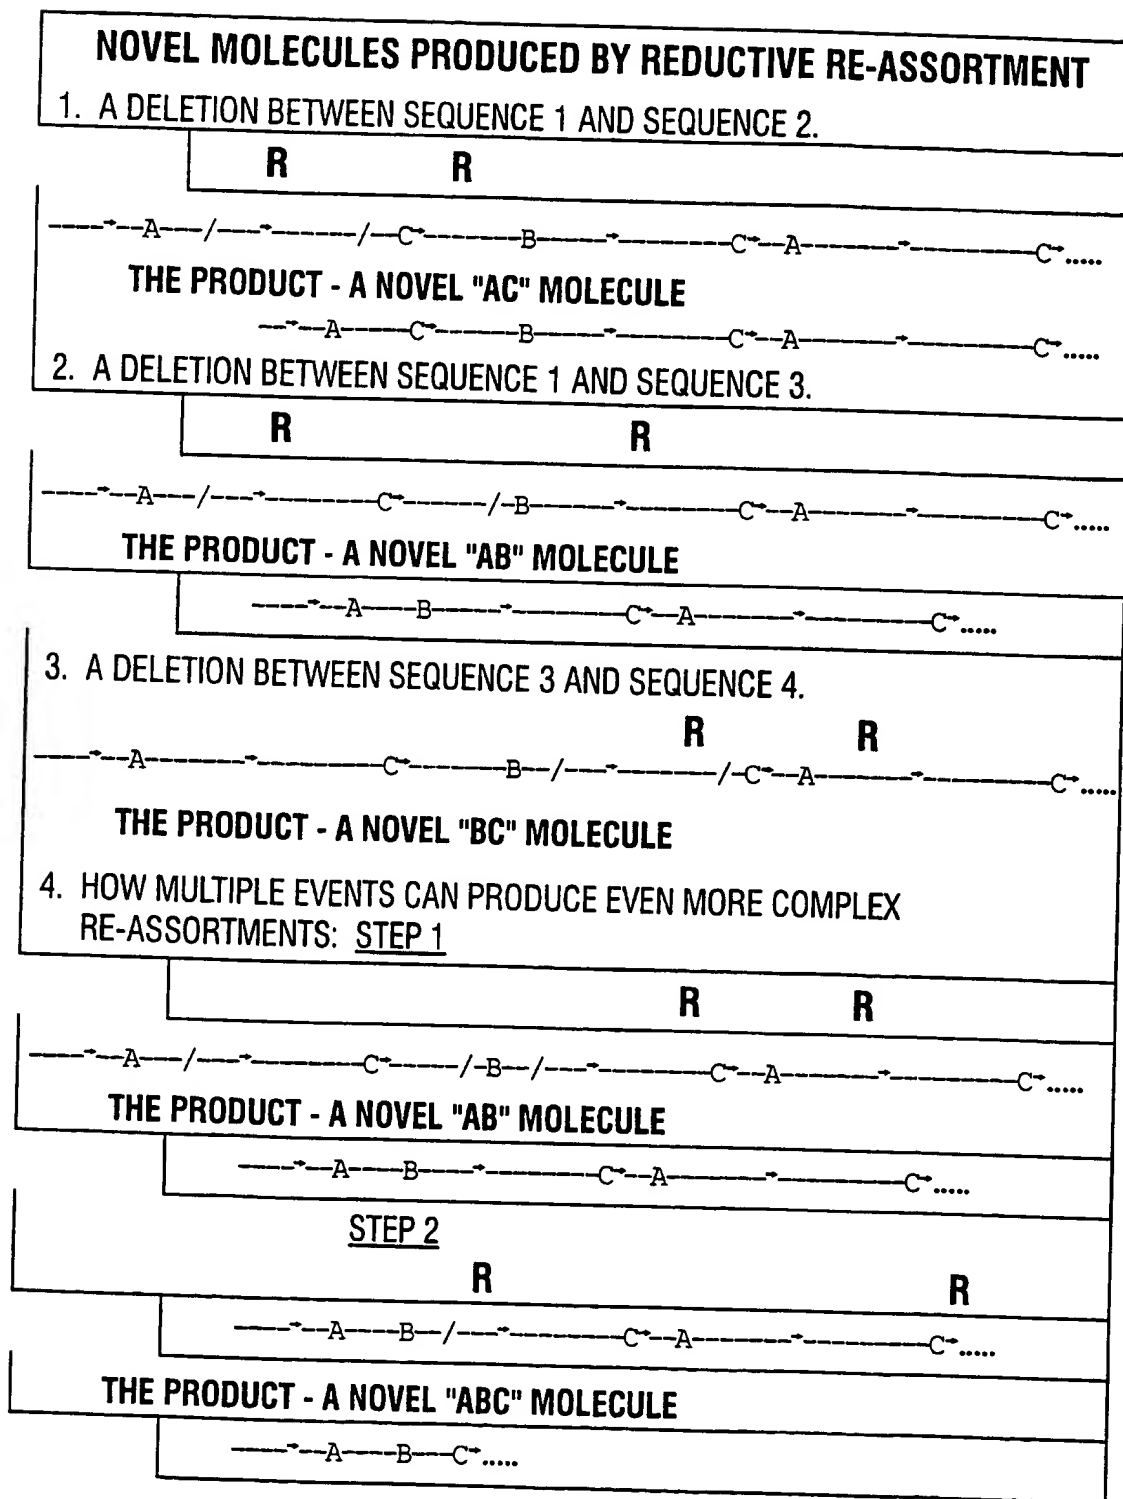 NOVEL MOLECULES PRODUCED BY REDUCTIVE RE-ASSORTMENT
1. A DELETION BETWEEN SEQUENCE 1 AND SEQUENCE 2.
R R
-----→--A---/---→------/--C→-------B------→---------C→--A---------→-----------C→.....
THE PRODUCT - A NOVEL "AC" MOLECULE
--→--A-----C→-------B------→---------C→--A---------→-----------C→.....
2. A DELETION BETWEEN SEQUENCE 1 AND SEQUENCE 3.
R R
-----→--A---/---→---------C→------/-B-------→---------C→--A---------→-----------C→.....
THE PRODUCT - A NOVEL "AB" MOLECULE
-----→--A----B------→---------C→--A---------→-----------C→.....
3. A DELETION BETWEEN SEQUENCE 3 AND SEQUENCE 4.
R R
-----→--A---------→-----------C→--------B--/---→--------/-C→--A---------→-----------C→.....
THE PRODUCT - A NOVEL "BC" MOLECULE
4. HOW MULTIPLE EVENTS CAN PRODUCE EVEN MORE COMPLEX
RE-ASSORTMENTS: STEP 1
R R
-----→--A---/---→---------C→------/-B--/---→---------C→--A---------→-----------C→.....
THE PRODUCT - A NOVEL "AB" MOLECULE
-----→--A----B------→---------C→--A---------→-----------C→.....
STEP 2
R R
-----→--A----B--/---→---------C→--A---------→-----------C→.....
THE PRODUCT - A NOVEL "ABC" MOLECULE
-----→--A----B---C→.....